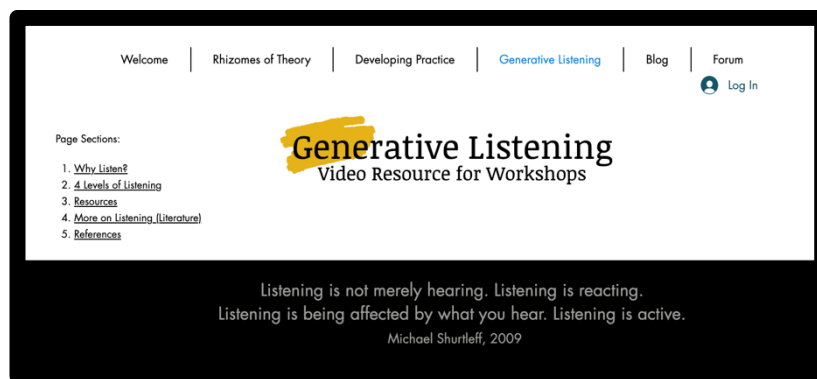 Welcome
Rhizomes of Theory
Developing Practice
Generative Listening
Blog
Forum
Log In
Page Sections:
1. Why Listen?
2. 4 Levels of Listening
3. Resources
4. More on Listening (Literature)
5. References
Generative Listening
Video Resource for Workshops
Listening is not merely hearing. Listening is reacting.
Listening is being affected by what you hear. Listening is active.
Michael Shurtleff, 2009